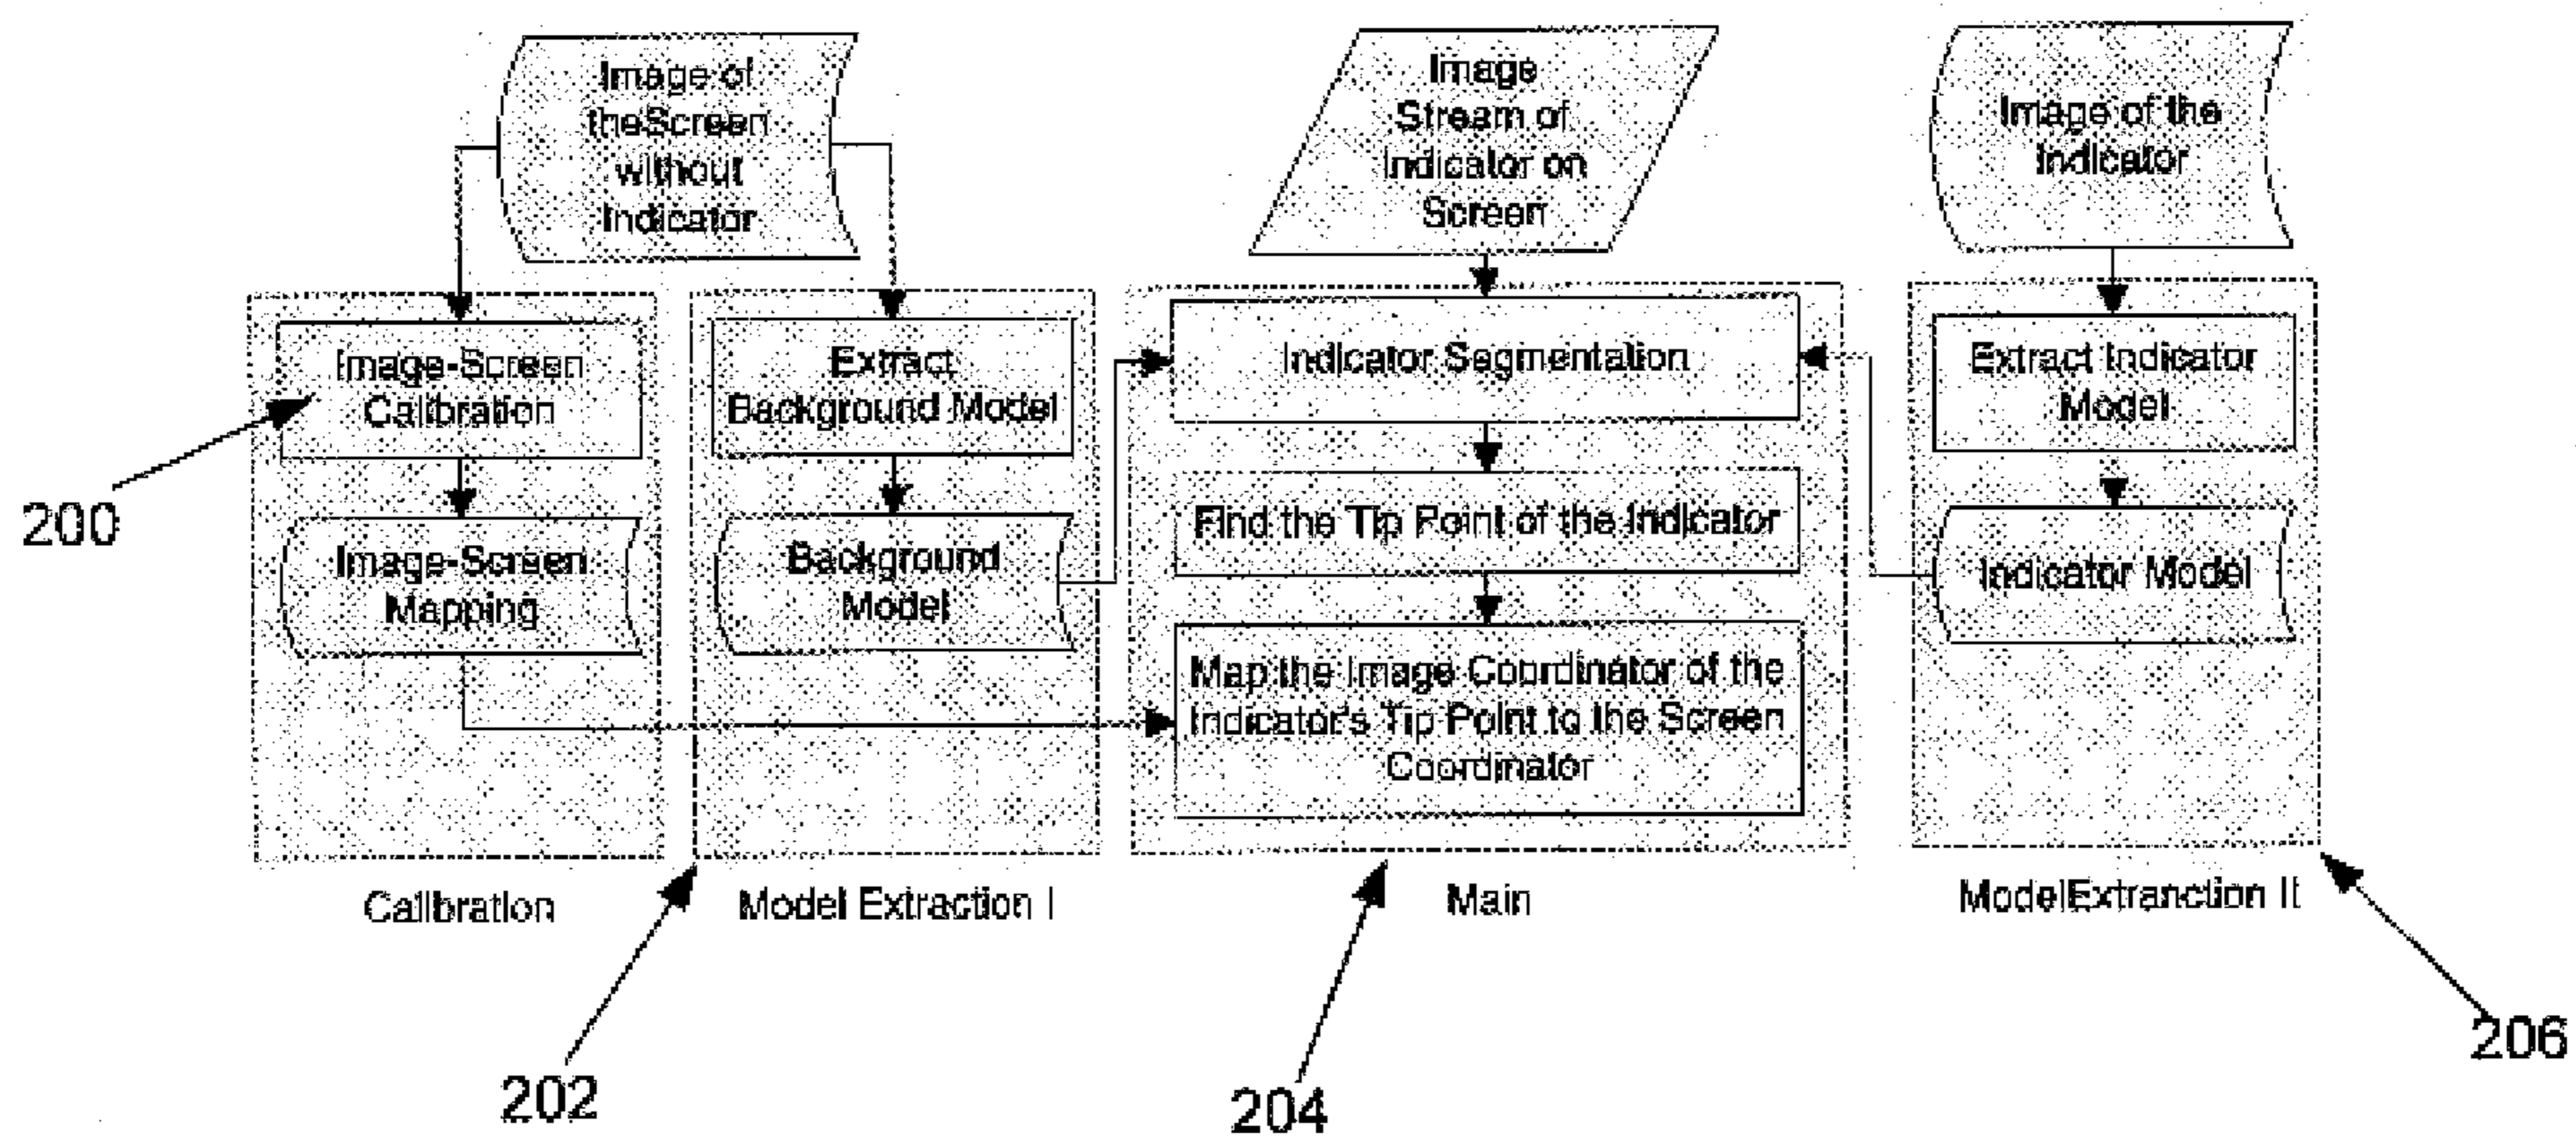 Image of
theScreen
without
Indicator
Image
Stream of
Indicator on
Screen
Image of the
Indicator
Image-Screen
Calibration
Extract
Background Model
Indicator Segmentation
Extract Indicator
Model
200
Image-Screen
Mapping
Background
Model
Find the Tip Point of the Indicator
Indicator Model
Map the Image Coordinator of the
Indicator's Tip Point to the Screen
Coordinator
Calibration
Model Extraction I
Main
ModelExtranction II
202
204
206